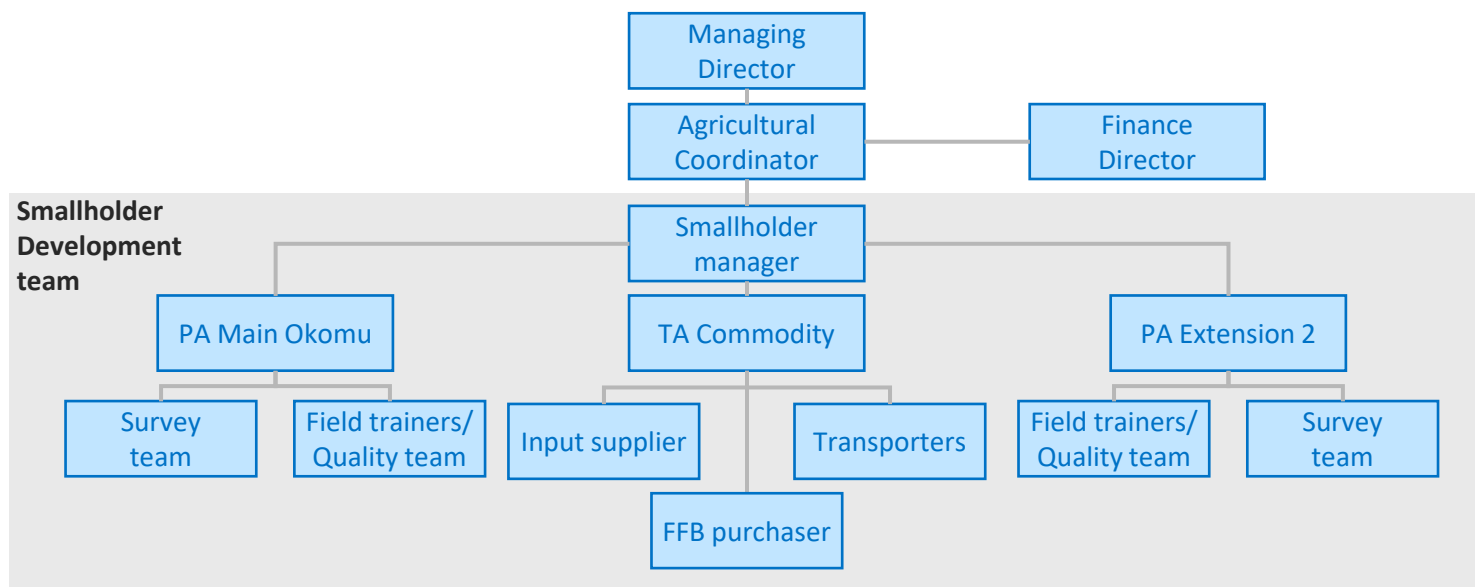 Managing
Director
Agricultural
Coordinator
Finance
Director
Smallholder
Development
team
Smallholder
manager
PA Main Okomu
TA Commodity
PA Extension 2
Survey
team
Field trainers/
Quality team
Input supplier
Transporters
Field trainers/
Quality team
Survey
team
FFB purchaser